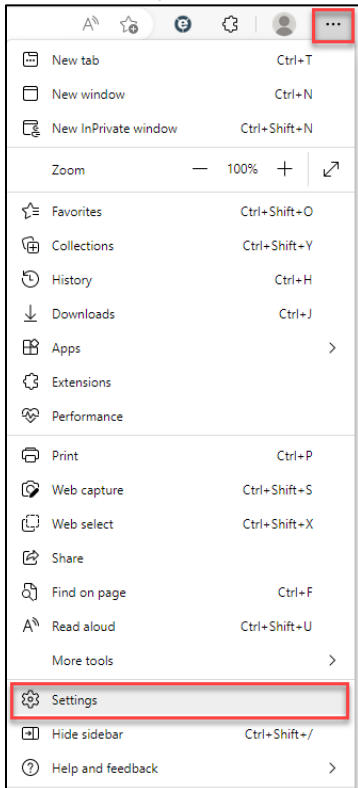 New tab Ctrl+T
New window Ctrl+N
New InPrivate window Ctrl+Shift+N
Zoom — 100% +
Favorites Ctrl+Shift+O
Collections Ctrl+Shift+Y
History Ctrl+H
Downloads Ctrl+J
Apps
Extensions
Performance
Print Ctrl+P
Web capture Ctrl+Shift+S
Web select Ctrl+Shift+X
Share
Find on page Ctrl+F
Read aloud Ctrl+Shift+U
More tools
Settings
Hide sidebar Ctrl+Shift+/
Help and feedback